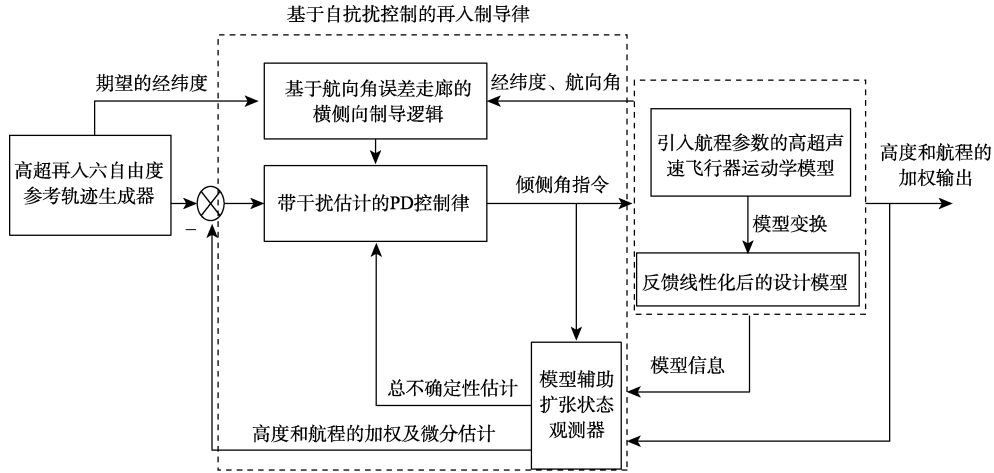 基于自抗扰控制的再入制导律
期望的经纬度
基于航向角误差走廊的
横侧向制导逻辑
经纬度、航向角
高超再入六自由度
参考轨迹生成器
引入航程参数的高超声
速飞行器运动学模型
高度和航程的
加权输出
带干扰估计的PD控制律
倾侧角指令
−
模型变换
反馈线性化后的设计模型
模型信息
模型辅助
扩张状态
观测器
总不确定性估计
高度和航程的加权及微分估计